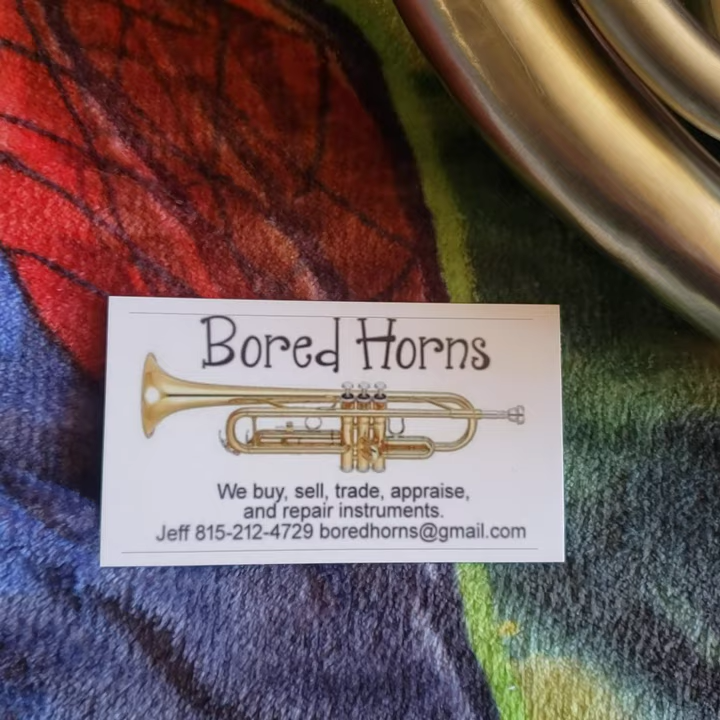 Bored Horns
We buy, sell, trade, appraise,
and repair instruments.
Jeff 815-212-4729 boredhorns@gmail.com